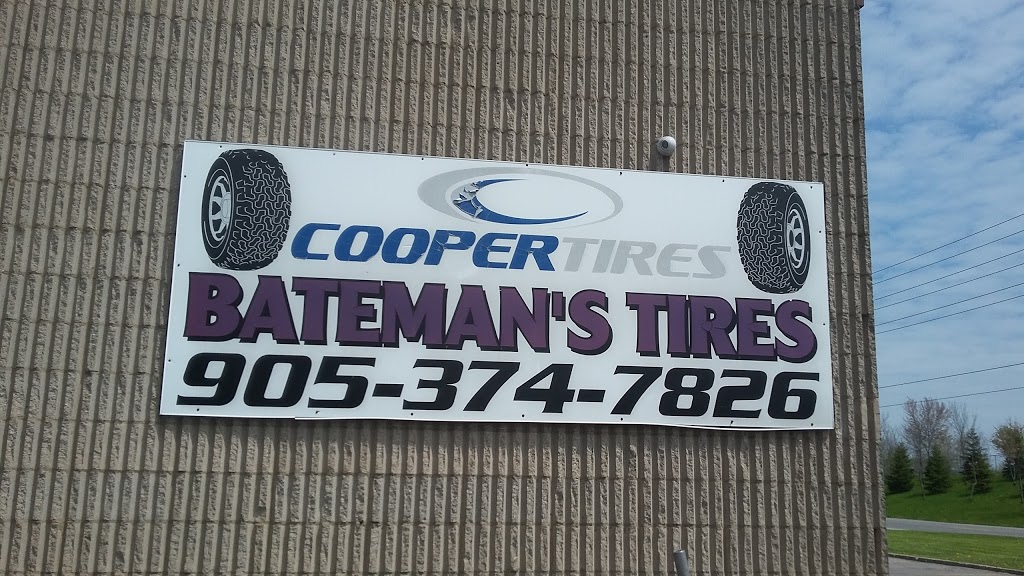 COOPERTIRES
BATEMAN'S TIRES
905-374-7826